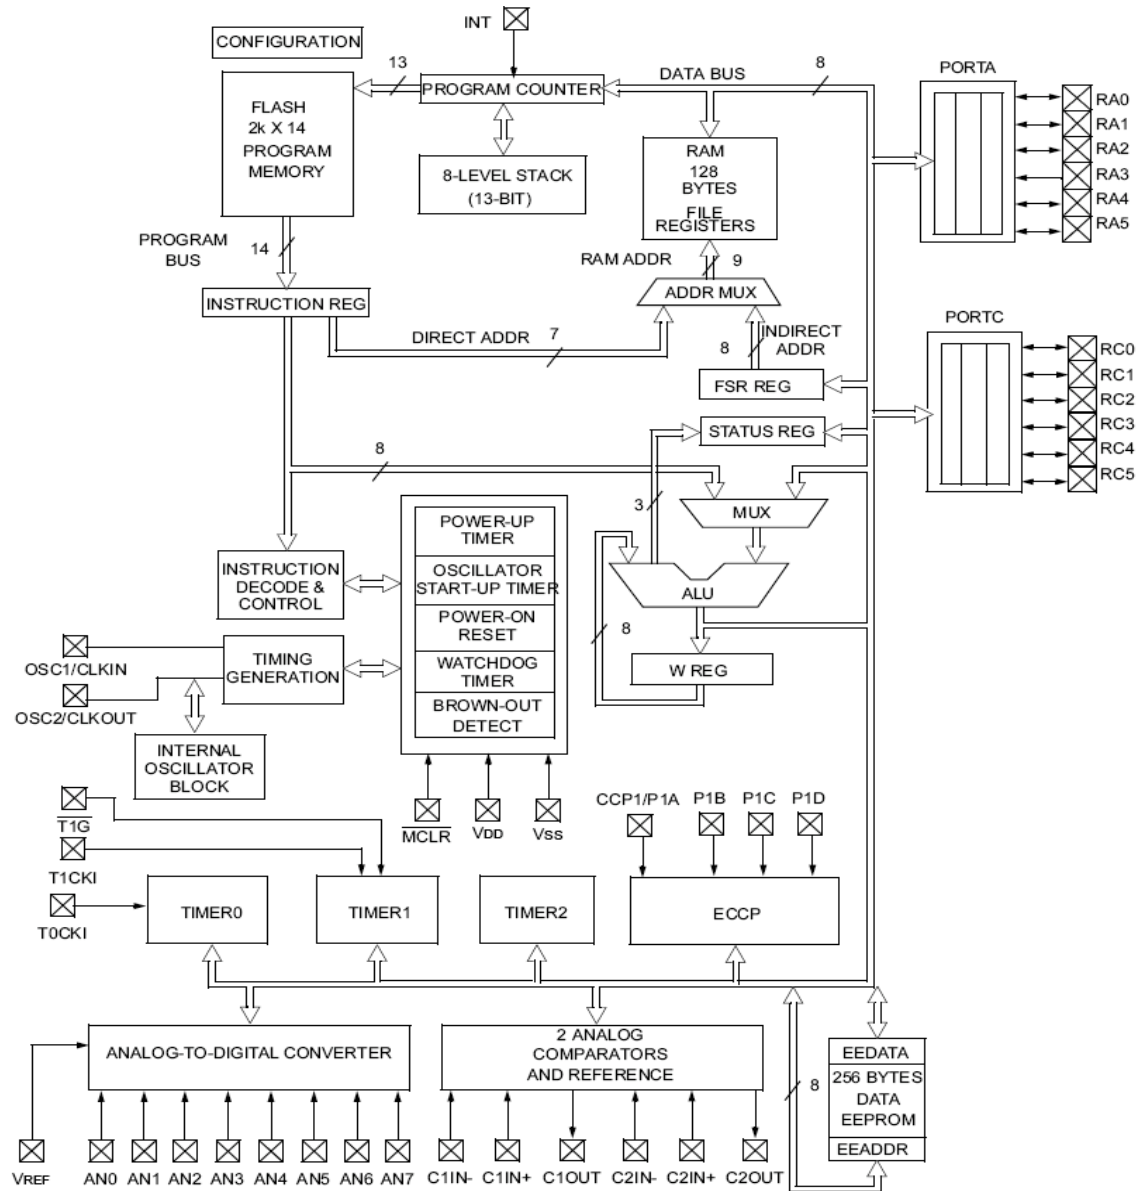 INT
CONFIGURATION
13
PROGRAM COUNTER
DATA BUS
8
PORTA
FLASH
2k X 14
PROGRAM
MEMORY
8-LEVEL STACK
(13-BIT)
RAM
128
BYTES
FILE
REGISTERS
RA0
RA1
RA2
RA3
RA4
RA5
PROGRAM
BUS
14
RAM ADDR
9
INSTRUCTION REG
ADDR MUX
DIRECT ADDR
7
8
INDIRECT
ADDR
FSR REG
STATUS REG
PORTC
RC0
RC1
RC2
RC3
RC4
RC5
8
3
MUX
POWER-UP
TIMER
OSCILLATOR
START-UP TIMER
POWER-ON
RESET
WATCHDOG
TIMER
BROWN-OUT
DETECT
INSTRUCTION
DECODE &
CONTROL
ALU
8
W REG
OSC1/CLKIN
OSC2/CLKOUT
TIMING
GENERATION
INTERNAL
OSCILLATOR
BLOCK
MCLR
VDD
VSS
CCP1/P1A
P1B
P1C
P1D
T1G
T1CKI
T0CKI
TIMER0
TIMER1
TIMER2
ECCP
ANALOG-TO-DIGITAL CONVERTER
2 ANALOG
COMPARATORS
AND REFERENCE
8
EEDATA
256 BYTES
DATA
EEPROM
EEADDR
VREF
AN0
AN1
AN2
AN3
AN4
AN5
AN6
AN7
C1IN-
C1IN+
C1OUT
C2IN-
C2IN+
C2OUT